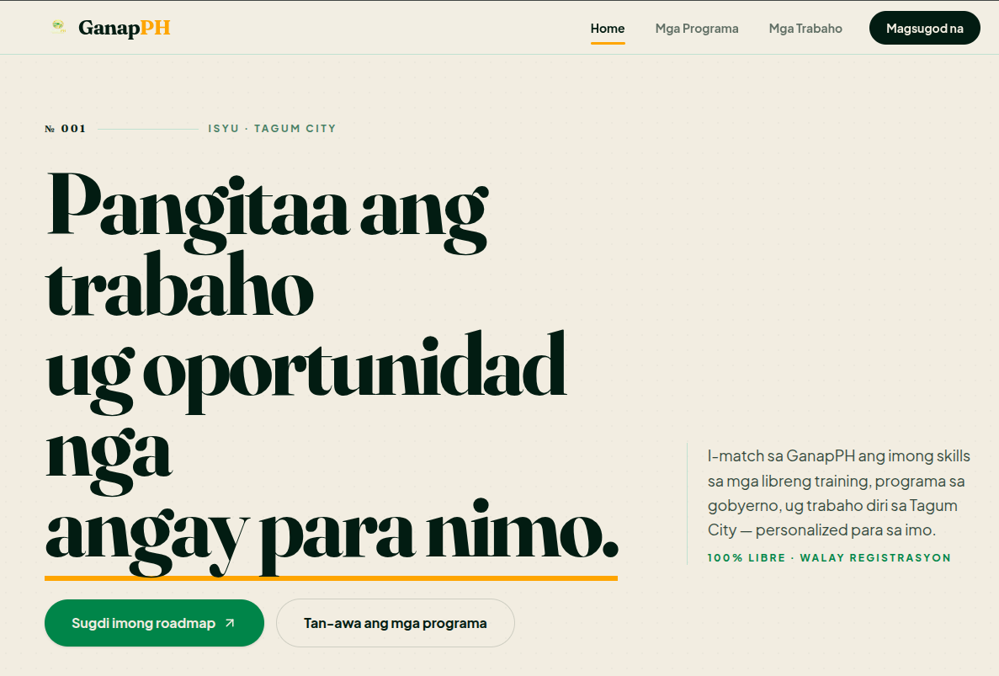 GanapPH
Home
Mga Programa
Mga Trabaho
Magsugod na
№ 001
ISYU · TAGUM CITY
Pangitaa ang
trabaho
ug oportunidad
nga
angay para nimo.
I-match sa GanapPH ang imong skills
sa mga libreng training, programa sa
gobyerno, ug trabaho diri sa Tagum
City — personalized para sa imo.
100% LIBRE · WALAY REGISTRASYON
Sugdi imong roadmap
Tan-awa ang mga programa